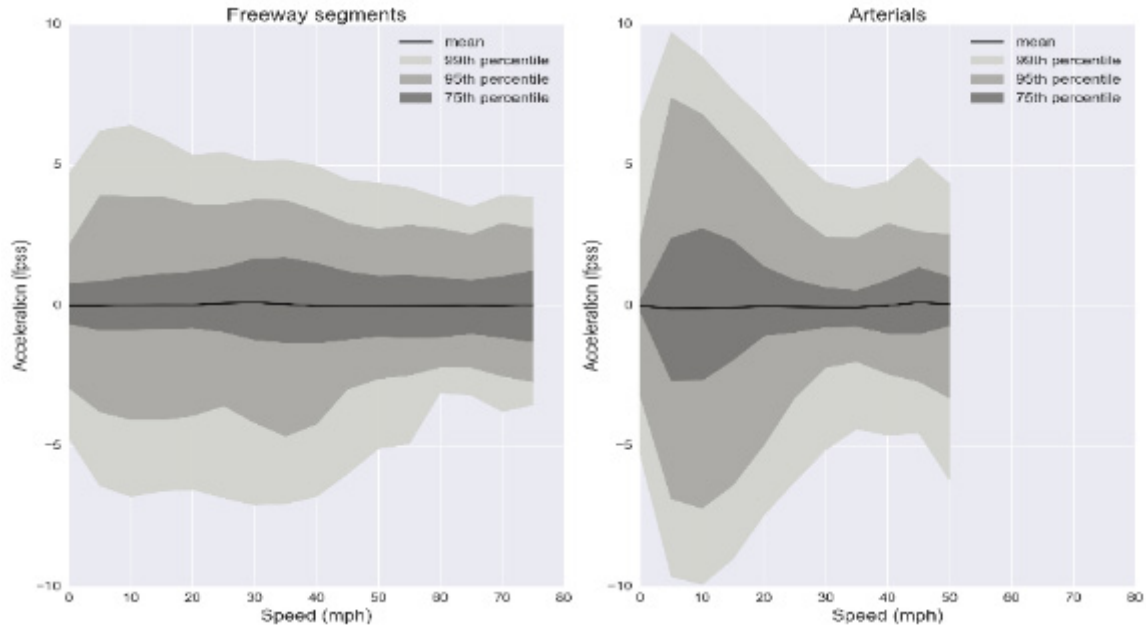 Freeway segments
mean
99th percentile
95th percentile
75th percentile
10
5
0
−5
−10
Acceleration (fpss)
0 10 20 30 40 50 60 70 80
Speed (mph)
Arterials
mean
99th percentile
95th percentile
75th percentile
10
5
0
−5
−10
Acceleration (fpss)
0 10 20 30 40 50 60 70 80
Speed (mph)